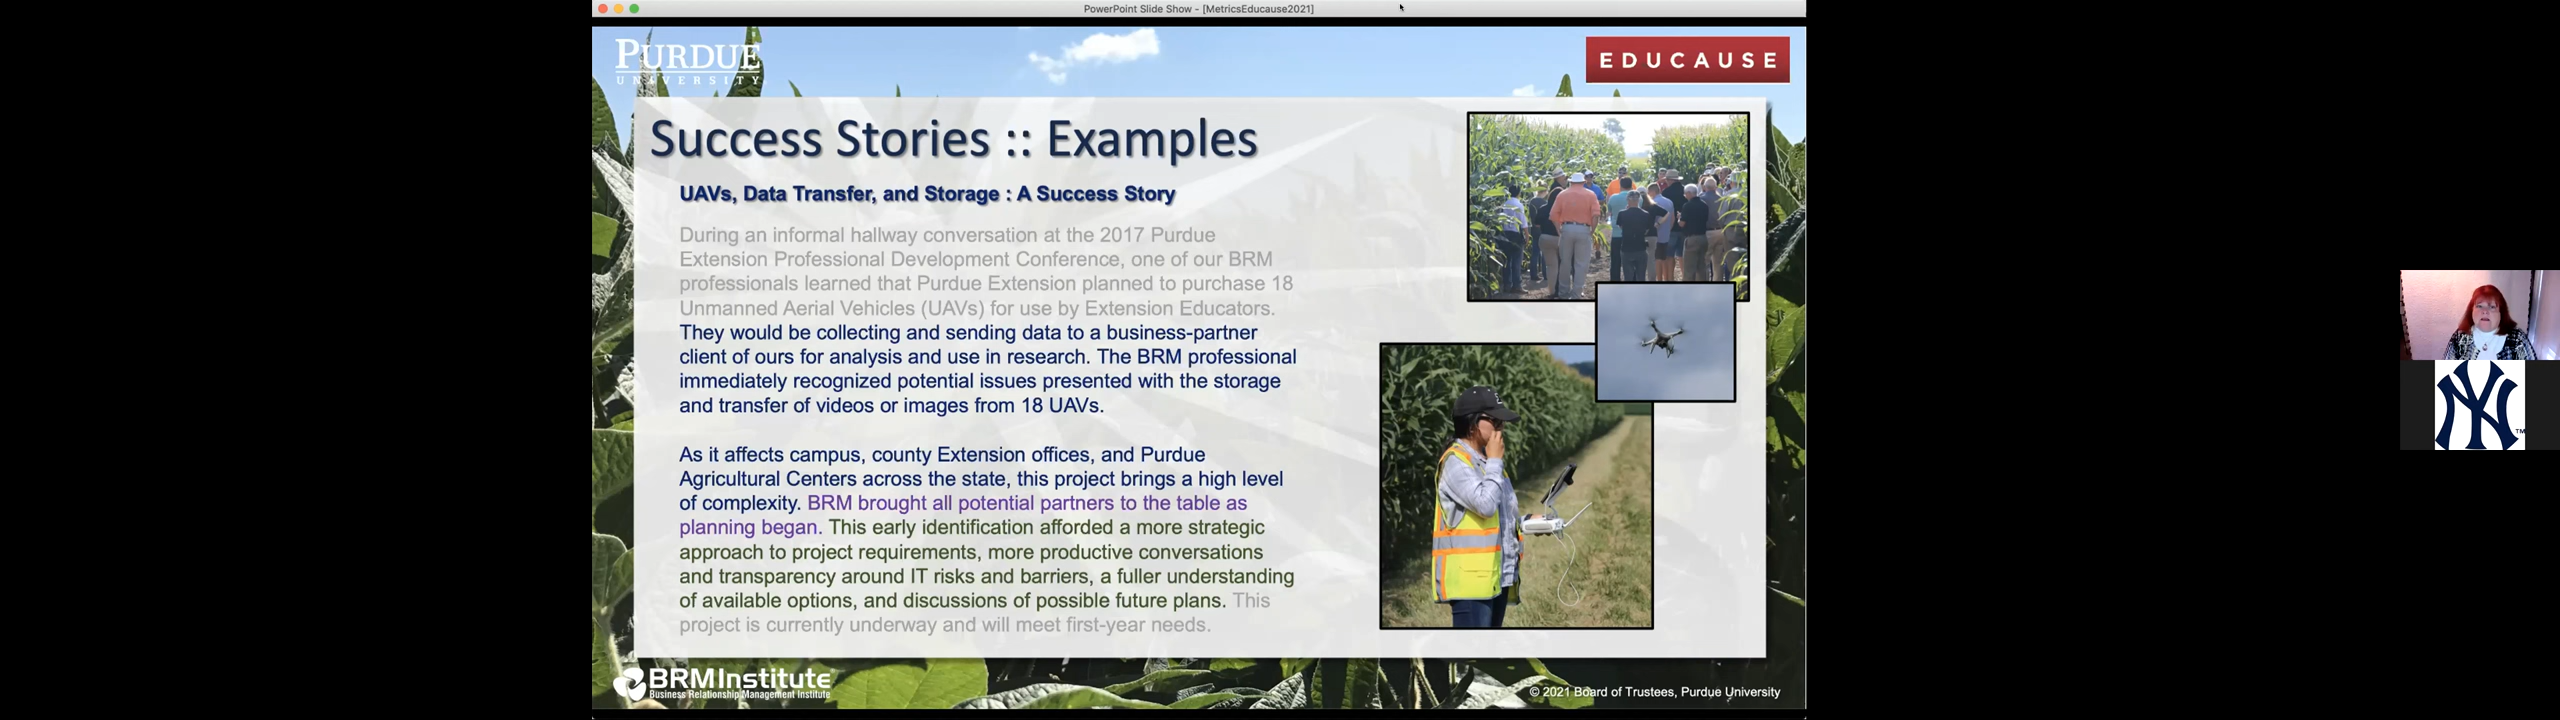 PowerPoint Slide Show - [MetricsEducause2021]
PURDUE
UNIVERSITY
EDUCAUSE
Success Stories :: Examples
UAVs, Data Transfer, and Storage : A Success Story
During an informal hallway conversation at the 2017 Purdue
Extension Professional Development Conference, one of our BRM
professionals learned that Purdue Extension planned to purchase 18
Unmanned Aerial Vehicles (UAVs) for use by Extension Educators.
They would be collecting and sending data to a business-partner
client of ours for analysis and use in research. The BRM professional
immediately recognized potential issues presented with the storage
and transfer of videos or images from 18 UAVs.
As it affects campus, county Extension offices, and Purdue
Agricultural Centers across the state, this project brings a high level
of complexity. BRM brought all potential partners to the table as
planning began. This early identification afforded a more strategic
approach to project requirements, more productive conversations
and transparency around IT risks and barriers, a fuller understanding
of available options, and discussions of possible future plans. This
project is currently underway and will meet first-year needs.
BRMInstitute
Business Relationship Management Institute
© 2021 Board of Trustees, Purdue University
NY
TM